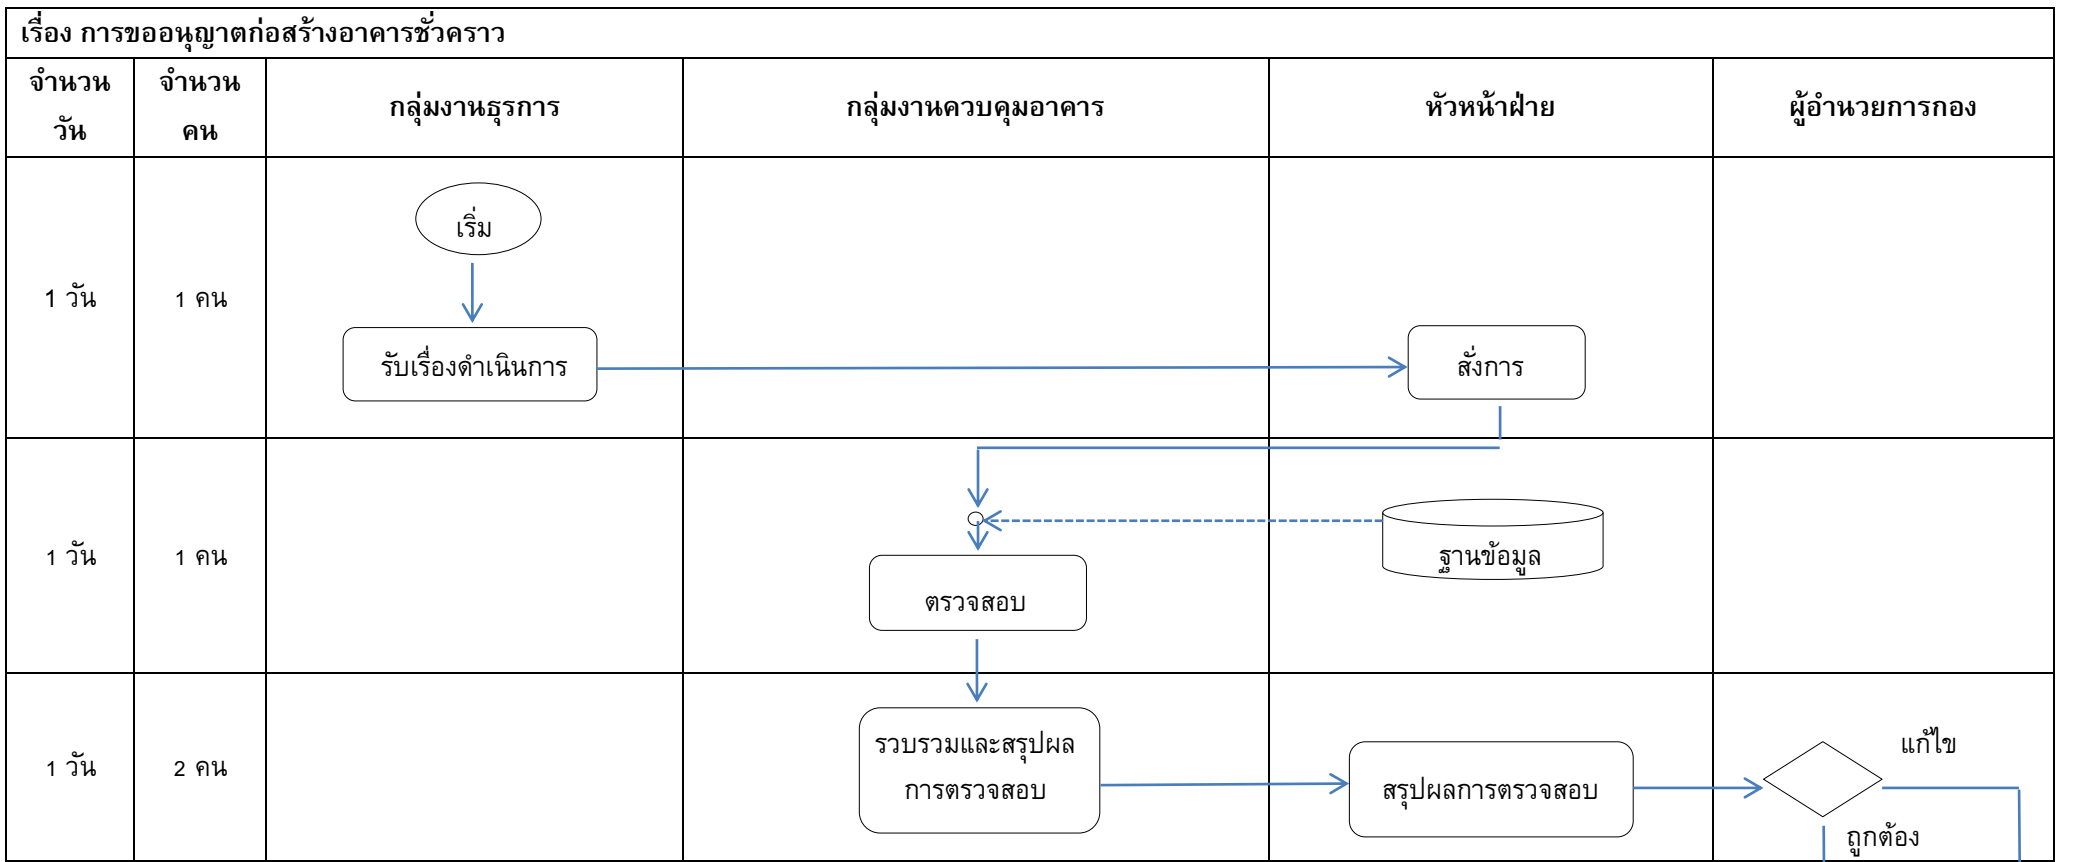 เรื่อง การขออนุญาตก่อสร้างอาคารชั่วคราว
จำนวน
วัน
จำนวน
คน
กลุ่มงานธุรการ
กลุ่มงานควบคุมอาคาร
หัวหน้าฝ่าย
ผู้อำนวยการกอง
เริ่ม
1 วัน
1 คน
รับเรื่องดำเนินการ
สั่งการ
1 วัน
1 คน
ฐานข้อมูล
ตรวจสอบ
1 วัน
2 คน
รวบรวมและสรุปผล
การตรวจสอบ
สรุปผลการตรวจสอบ
แก้ไข
ถูกต้อง